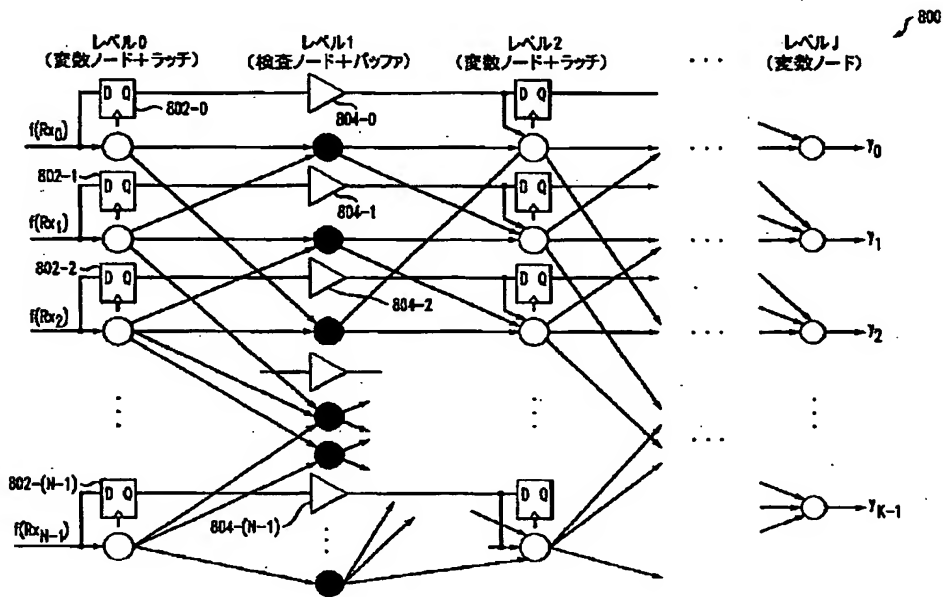 800
レベル0
(変数ノード+ラッチ)
レベル1
(検査ノード+バッファ)
レベル2
(変数ノード+ラッチ)
...
レベルJ
(変数ノード)
D Q
802-0
804-0
D Q
f(Rx0)
y0
802-1
D Q
804-1
D Q
f(Rx1)
...
y1
802-2
D Q
804-2
D Q
f(Rx2)
...
y2
...
802-(N-1)
D Q
804-(N-1)
D Q
f(RxN-1)
yK-1